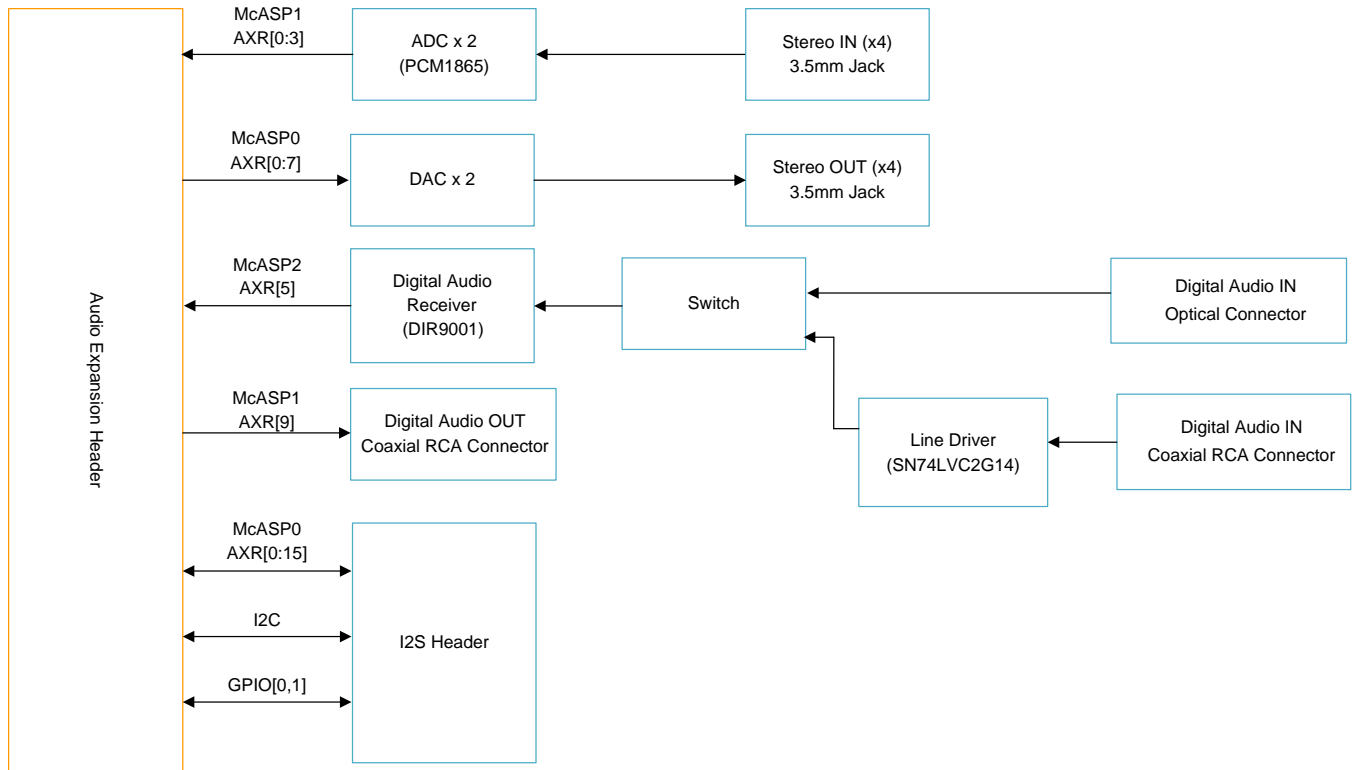 McASP1
AXR[0:3]
ADC x 2
(PCM1865)
Stereo IN (x4)
3.5mm Jack
McASP0
AXR[0:7]
DAC x 2
Stereo OUT (x4)
3.5mm Jack
McASP2
AXR[5]
Digital Audio
Receiver
(DIR9001)
Switch
Digital Audio IN
Optical Connector
Audio Expansion Header
McASP1
AXR[9]
Digital Audio OUT
Coaxial RCA Connector
Line Driver
(SN74LVC2G14)
Digital Audio IN
Coaxial RCA Connector
McASP0
AXR[0:15]
I2C
GPIO[0,1]
I2S Header